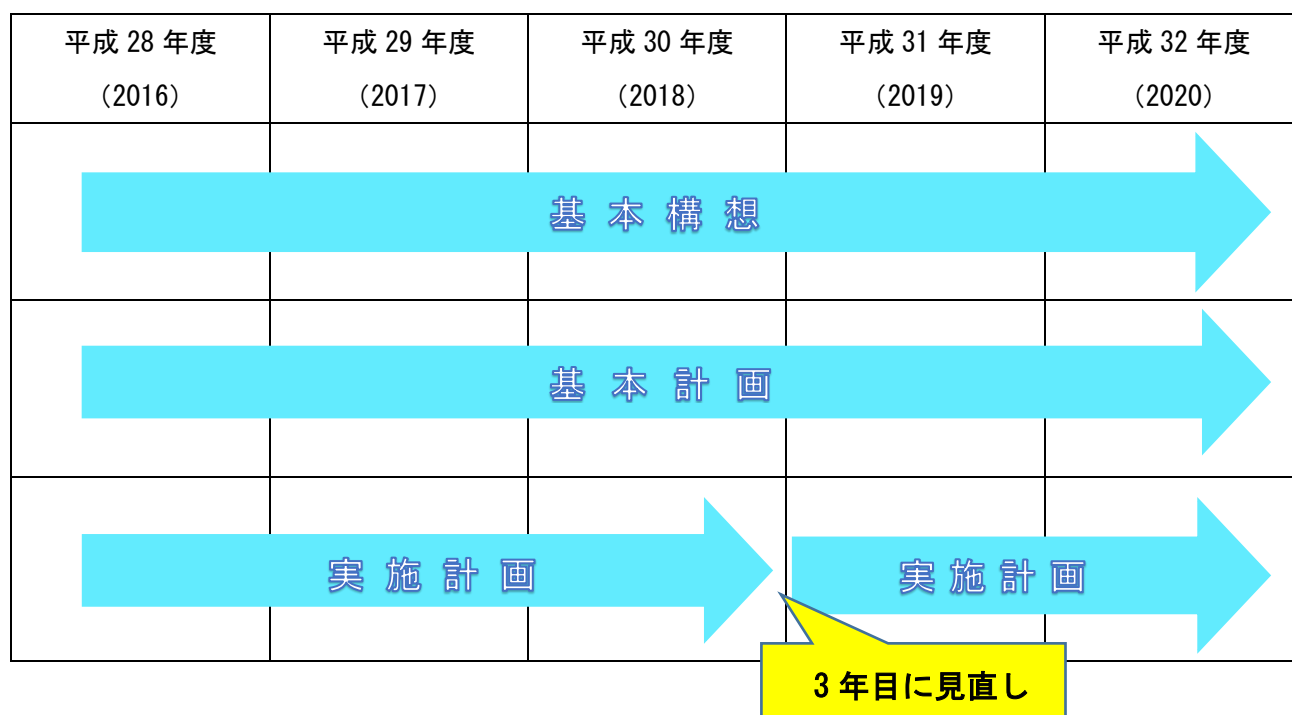 平成 28 年度
（2016）
平成 29 年度
（2017）
平成 30 年度
（2018）
平成 31 年度
（2019）
平成 32 年度
（2020）
基本構想
基本計画
実施計画
実施計画
3 年目に見直し